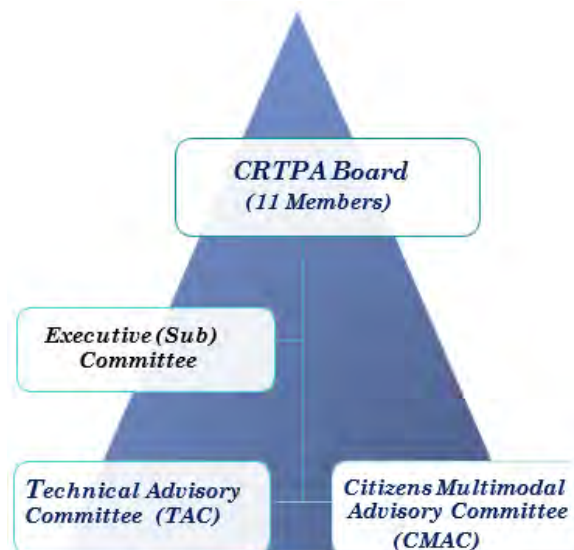 CRTPA Board
(11 Members)
Executive (Sub)
Committee
Technical Advisory
Committee (TAC)
Citizens Multimodal
Advisory Committee
(CMAC)